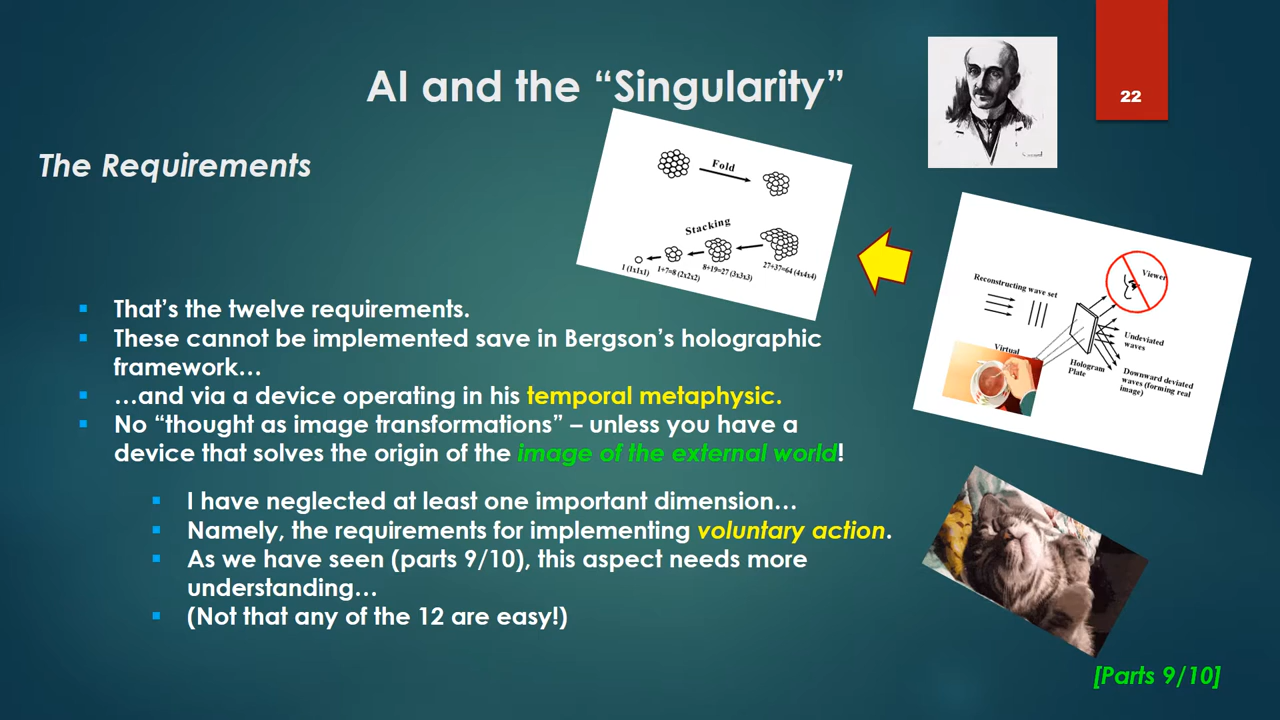 AI and the “Singularity”
22
The Requirements
Fold
Stacking
1 (1x1x1)
1+7=8 (2x2x2)
8+19=27 (3x3x3)
27+37=64 (4x4x4)
Reconstructing wave set
Viewer
Virtual
Hologram
Plate
Undeviated
waves
Downward deviated
waves (forming real
image)
That’s the twelve requirements.
These cannot be implemented save in Bergson’s holographic
framework…
…and via a device operating in his temporal metaphysic.
No “thought as image transformations” – unless you have a
device that solves the origin of the image of the external world!
I have neglected at least one important dimension…
Namely, the requirements for implementing voluntary action.
As we have seen (parts 9/10), this aspect needs more
understanding…
(Not that any of the 12 are easy!)
[Parts 9/10]